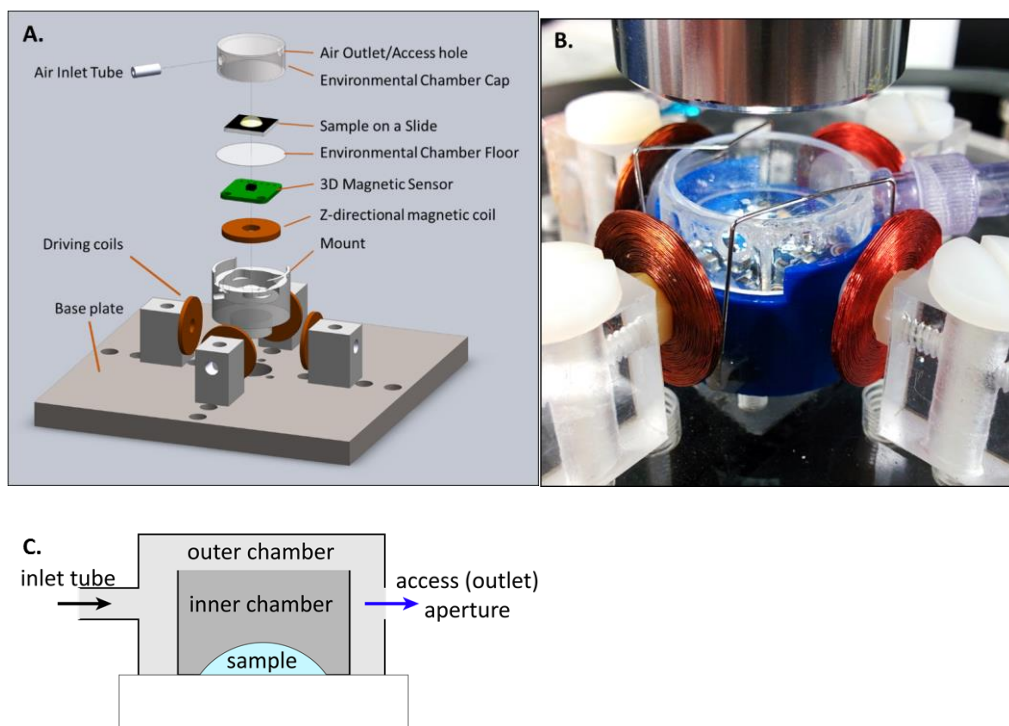 A.
Air Outlet/Access hole
Air Inlet Tube
Environmental Chamber Cap
Sample on a Slide
Environmental Chamber Floor
3D Magnetic Sensor
Z-directional magnetic coil
Driving coils
Mount
Base plate
B.
C.
outer chamber
inlet tube
access (outlet)
inner chamber
aperture
sample